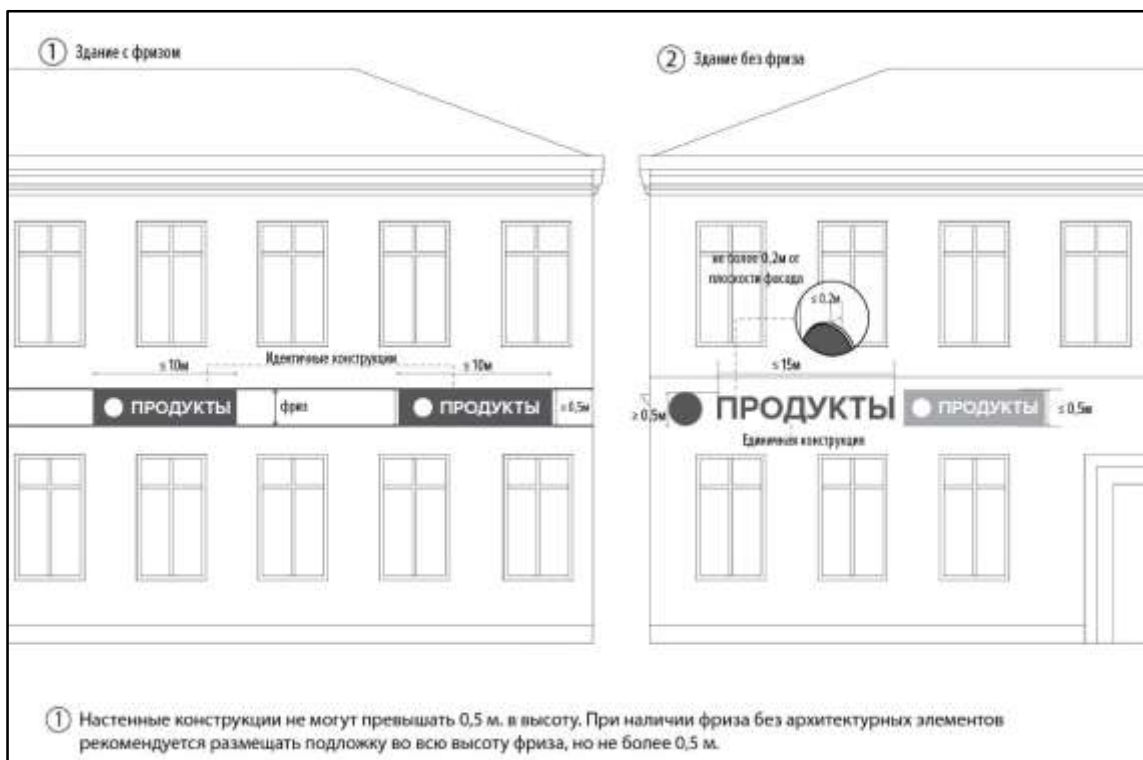 1 Здание с фризом
2 Здание без фриза
не более 0,2м от
плоскости фасада
≤ 0,2м
Идентичные конструкции
≤ 10м
≤ 10м
≤ 15м
ПРОДУКТЫ
фриз
ПРОДУКТЫ
≤ 0,5м
≥ 0,5м
ПРОДУКТЫ
ПРОДУКТЫ
≤ 0,5м
Единичная конструкция
1 Настенные конструкции не могут превышать 0,5 м. в высоту. При наличии фриза без архитектурных элементов
рекомендуется размещать подложку во всю высоту фриза, но не более 0,5 м.